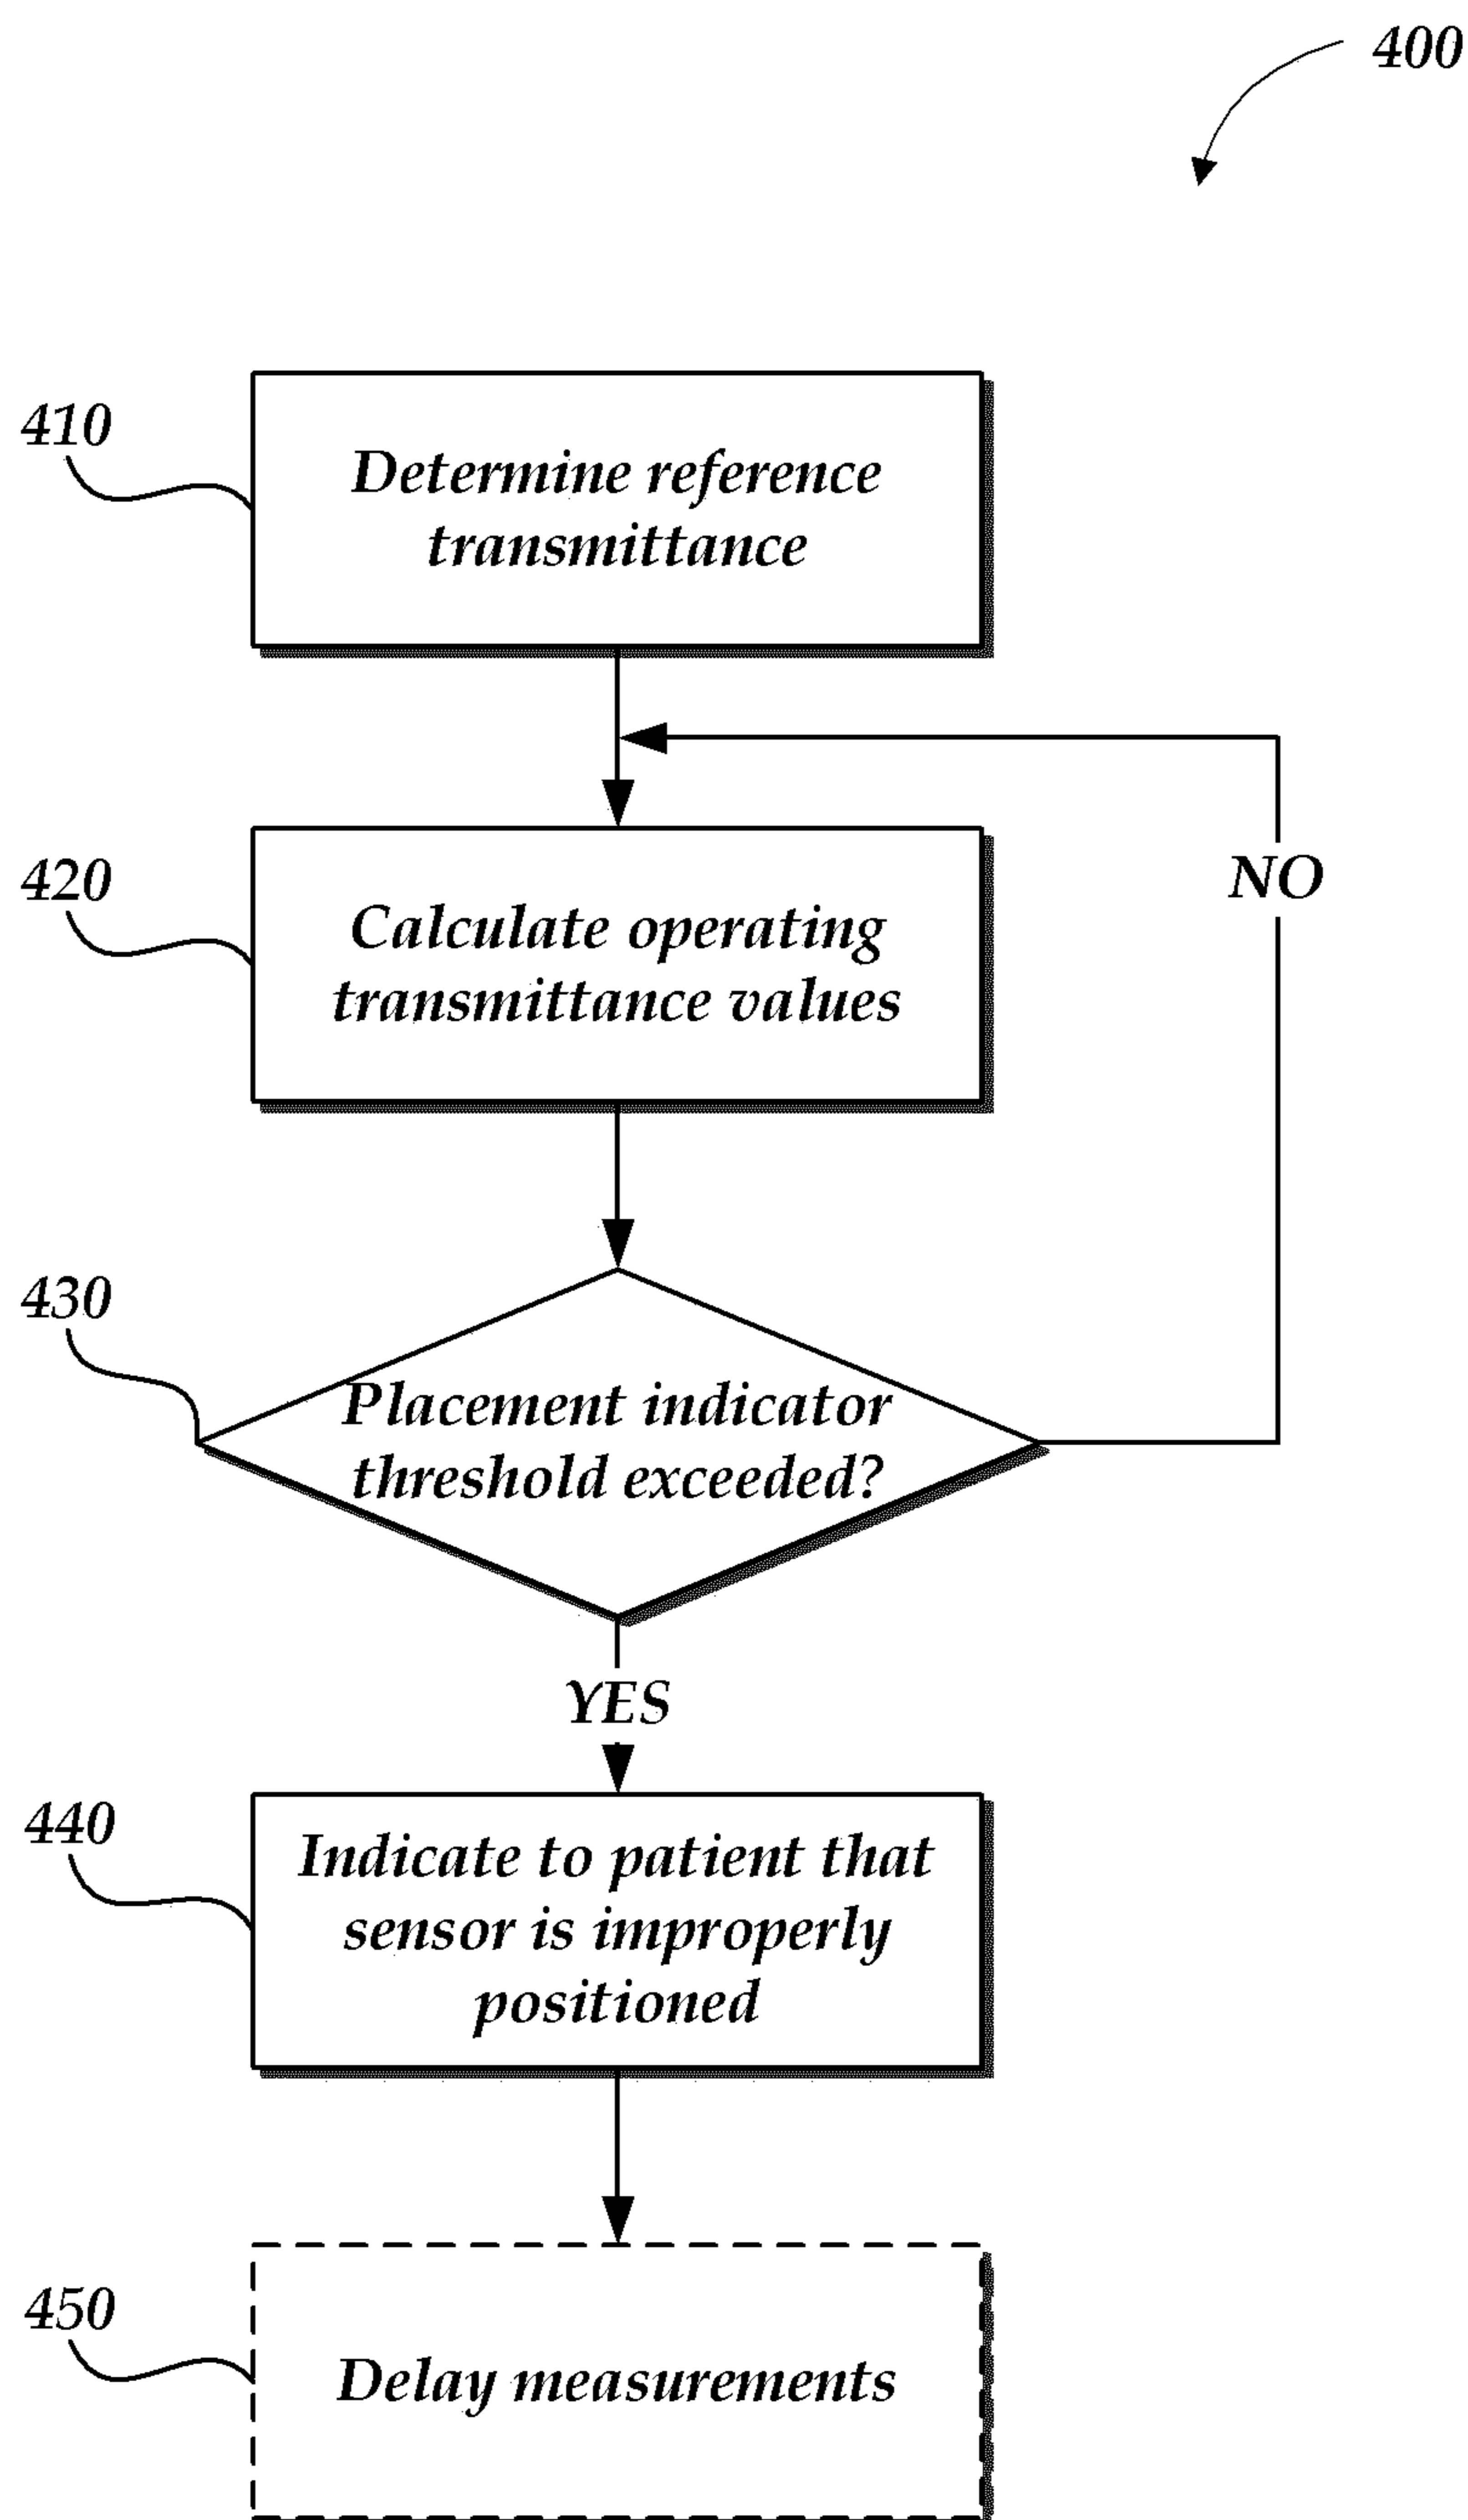 400
410
Determine reference
transmittance
420
Calculate operating
transmittance values
NO
430
Placement indicator
threshold exceeded?
YES
440
Indicate to patient that
sensor is improperly
positioned
450
Delay measurements